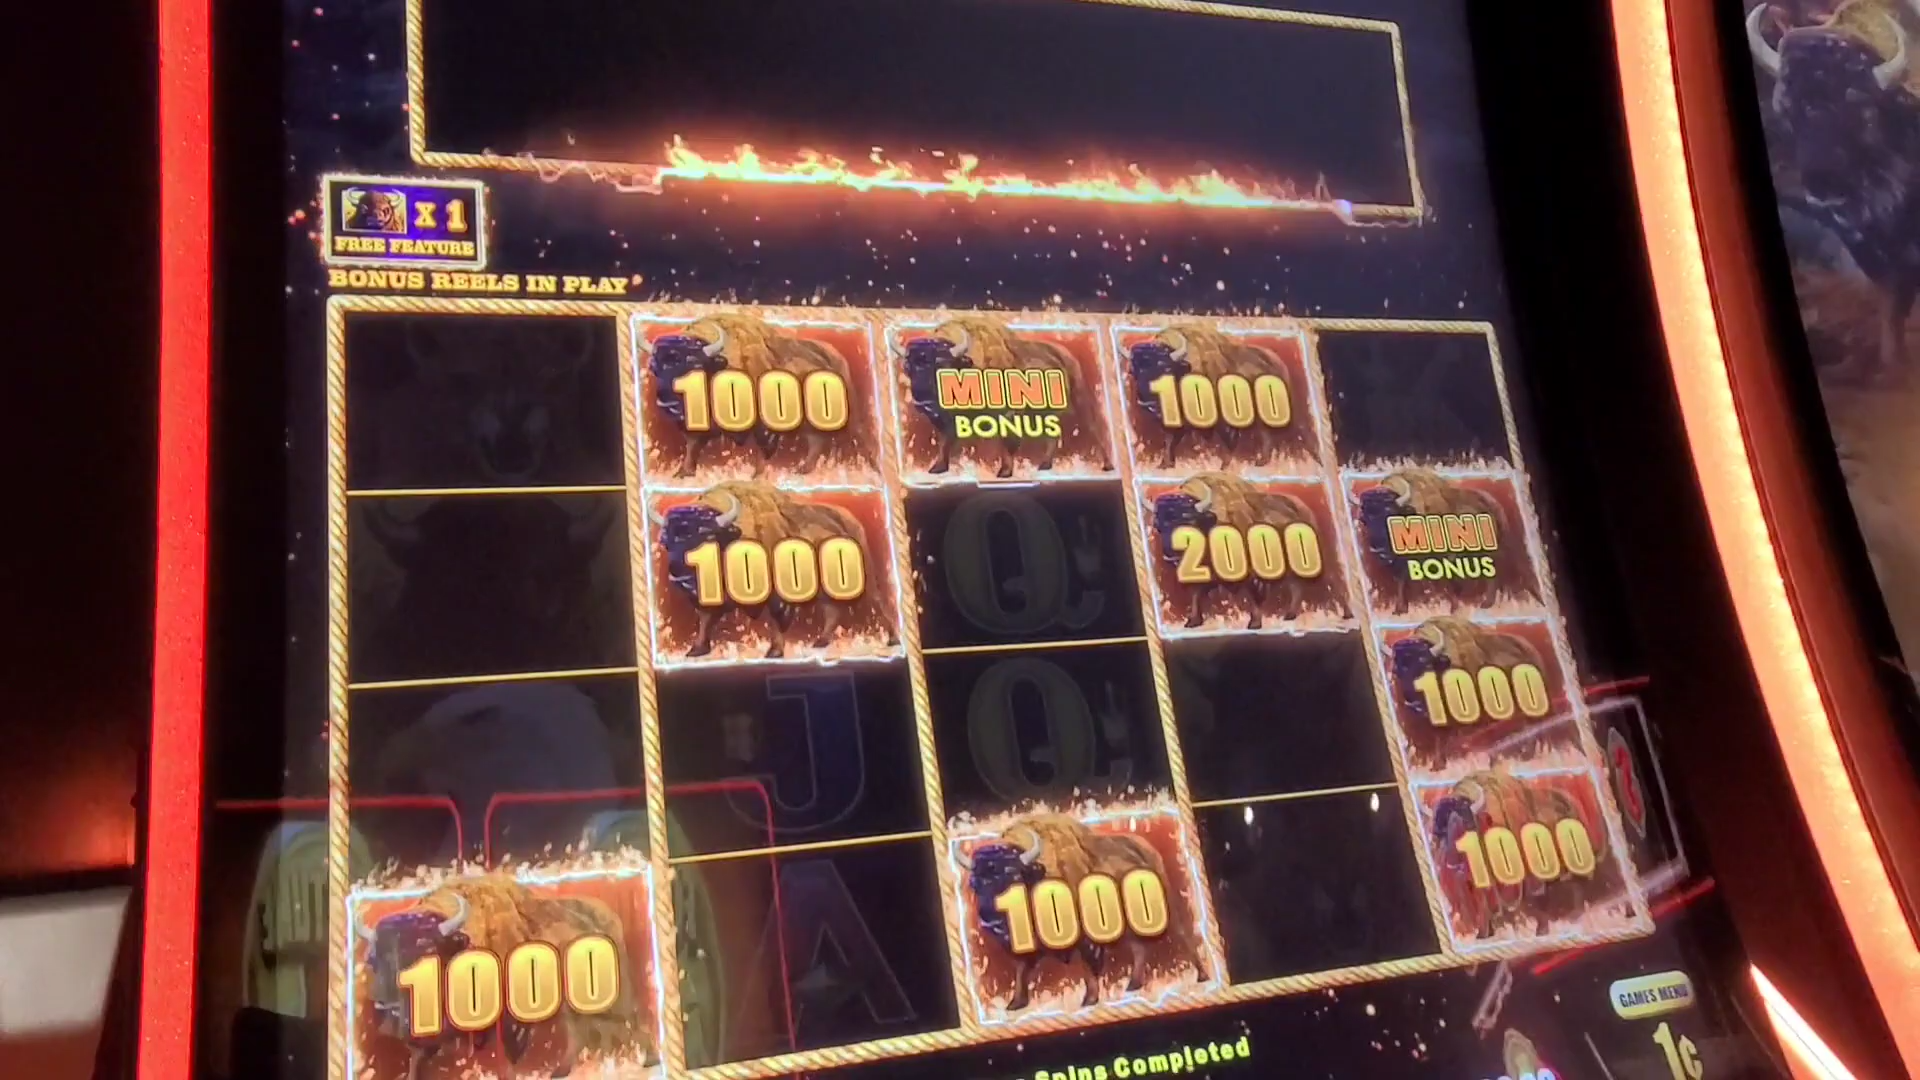 X 1
FREE FEATURE
BONUS REELS IN PLAY
1000
MINI
BONUS
1000
1000
Q
2000
MINI
BONUS
J
Q
1000
1000
A
1000
1000
Spins Completed
GAMES MENU
1¢